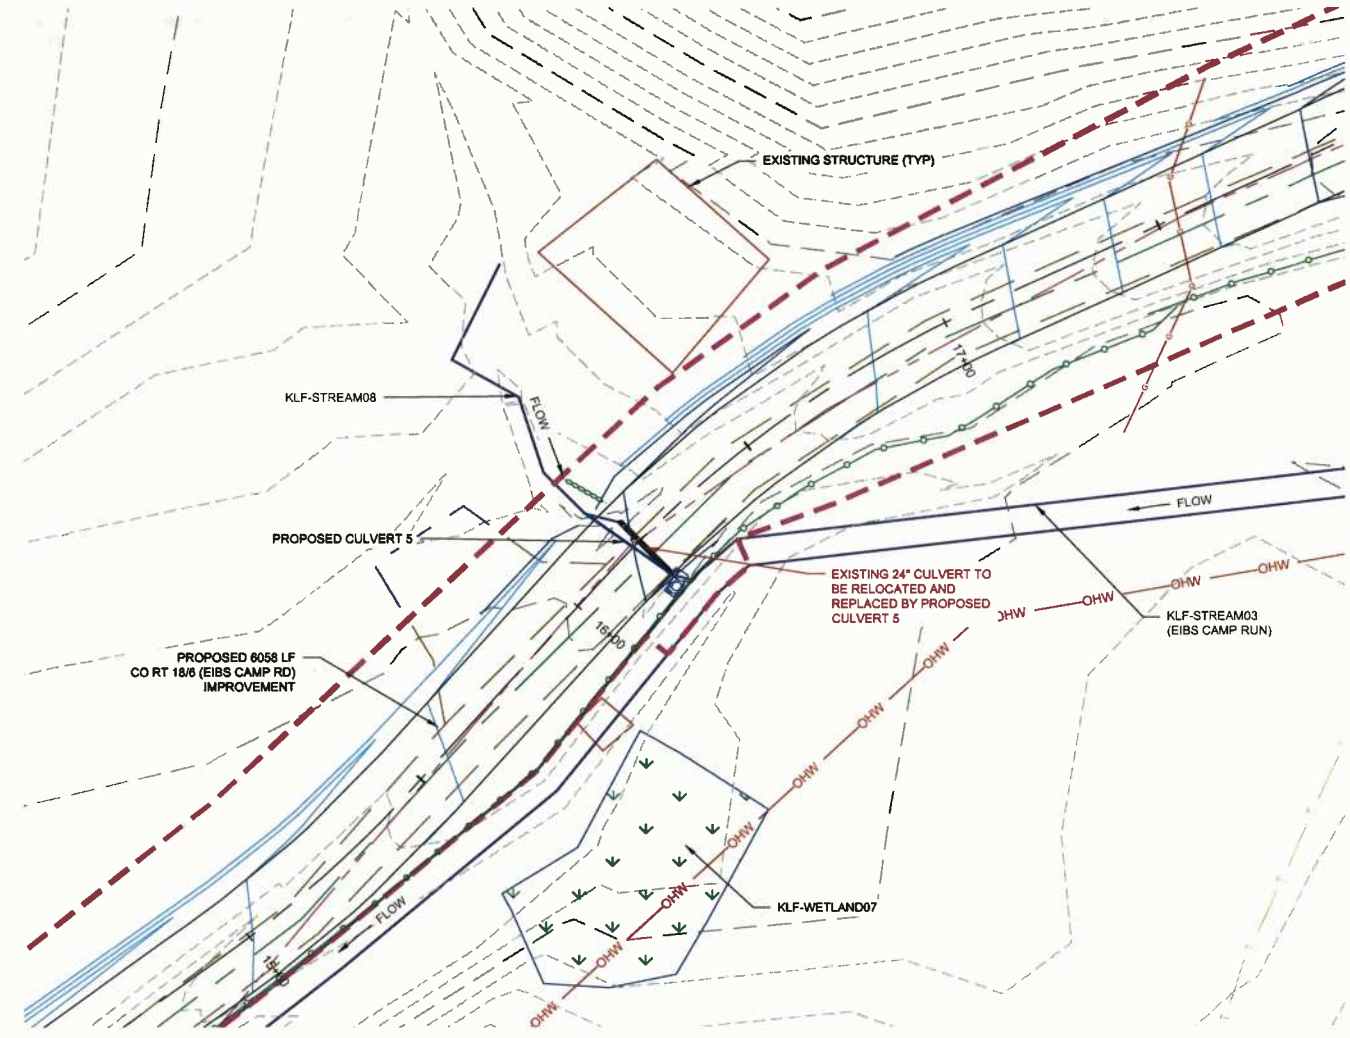 EXISTING STRUCTURE (TYP)
17+00
KLF-STREAM08
FLOW
FLOW
PROPOSED CULVERT 5
EXISTING 24" CULVERT TO
BE RELOCATED AND
REPLACED BY PROPOSED
CULVERT 5
OHW
OHW
OHW
OHW
KLF-STREAM03
(EIBS CAMP RUN)
16+00
PROPOSED 6058 LF
CO RT 18/6 (EIBS CAMP RD)
IMPROVEMENT
OHW
OHW
OHW
OHW
OHW
KLF-WETLAND07
FLOW
OHW
15+00
OHW
G
G
G
G
G
G